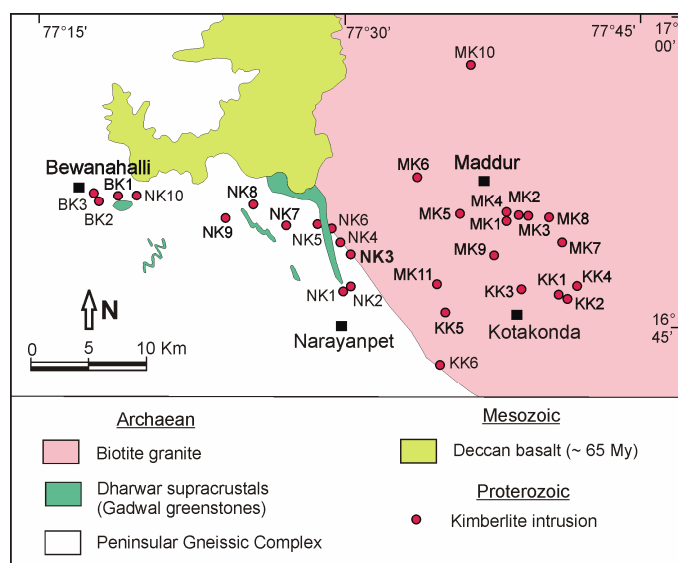 77°15'
77°30'
77°45'
17°
00'
MK10
MK6
Maddur
Bewanahalli
BK1
BK3
BK2
NK10
NK8
NK9
NK7
NK5
NK6
NK4
NK3
NK1
NK2
MK5
MK4
MK2
MK1
MK3
MK8
MK9
MK7
MK11
KK3
KK1
KK4
KK2
KK5
Kotakonda
KK6
16°
45'
N
0 5 10 Km
Narayanpet
Archaean
Biotite granite
Dharwar supracrustals
(Gadwal greenstones)
Peninsular Gneissic Complex
Mesozoic
Deccan basalt (~ 65 My)
Proterozoic
Kimberlite intrusion